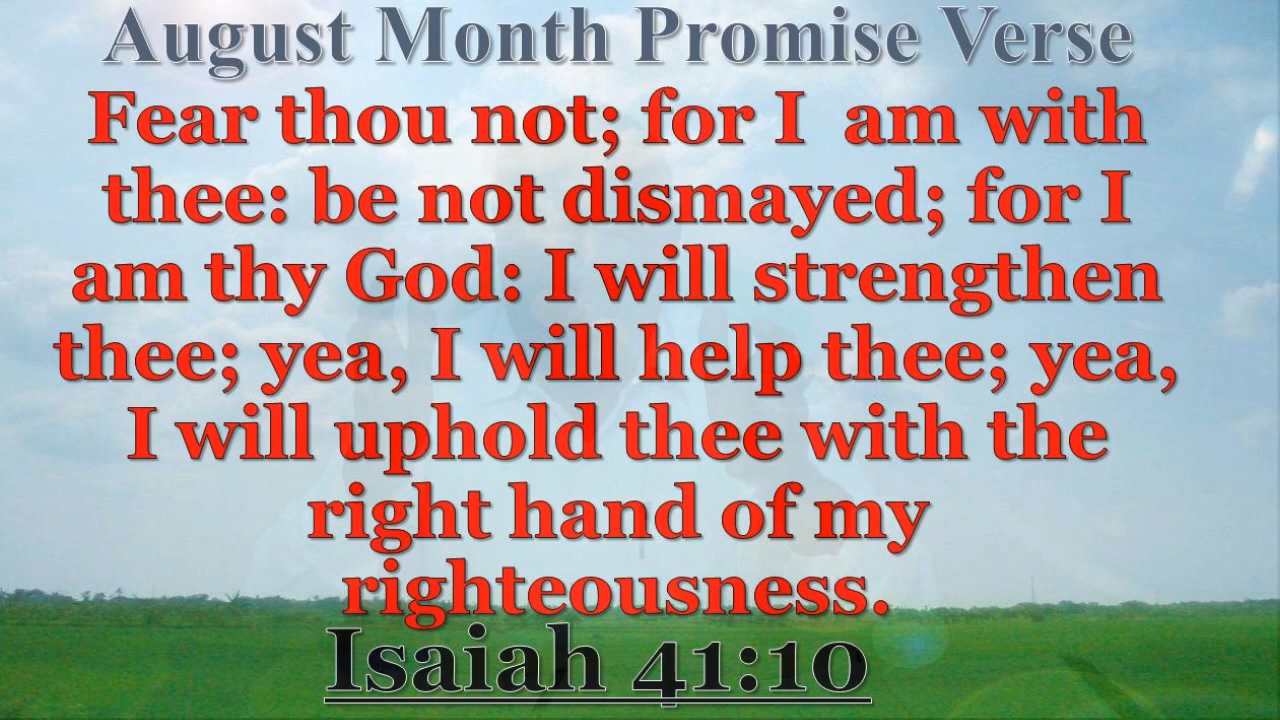 August Month Promise Verse
Fear thou not; for I am with
thee: be not dismayed; for I
am thy God: I will strengthen
thee; yea, I will help thee; yea,
I will uphold thee with the
right hand of my
righteousness.
Isaiah 41:10